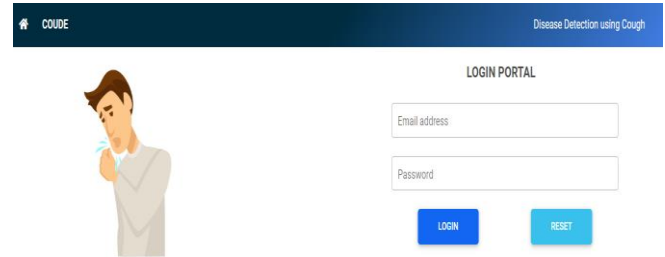 COUDE
Disease Detection using Cough
LOGIN PORTAL
Email address
Password
LOGIN
RESET